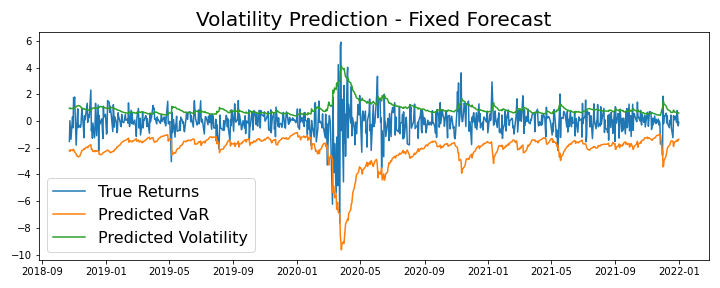 Volatility Prediction - Fixed Forecast
6
4
2
0
−2
−4
−6
−8
−10
True Returns
Predicted VaR
Predicted Volatility
2018-09 2019-01 2019-05 2019-09 2020-01 2020-05 2020-09 2021-01 2021-05 2021-09 2022-01